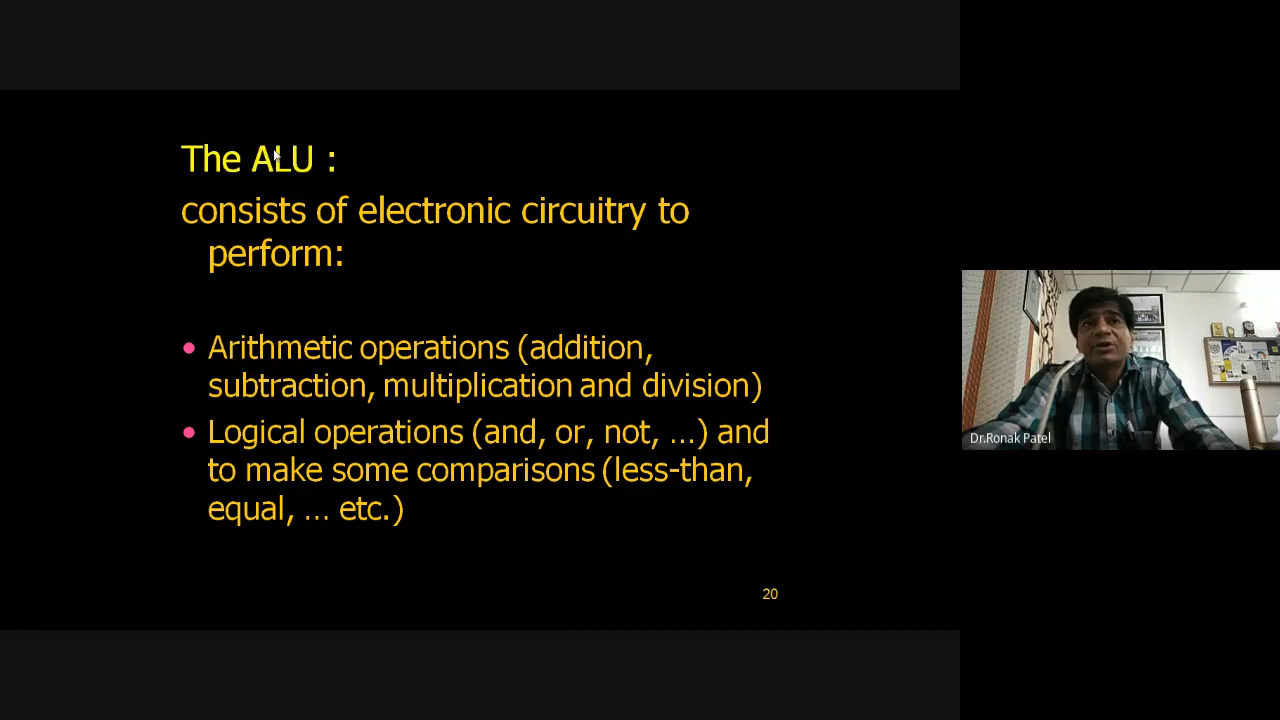 The ALU :
consists of electronic circuitry to
perform:
• Arithmetic operations (addition,
subtraction, multiplication and division)
• Logical operations (and, or, not, ...) and
to make some comparisons (less-than,
equal, ... etc.)
20
Dr.Ronak Patel